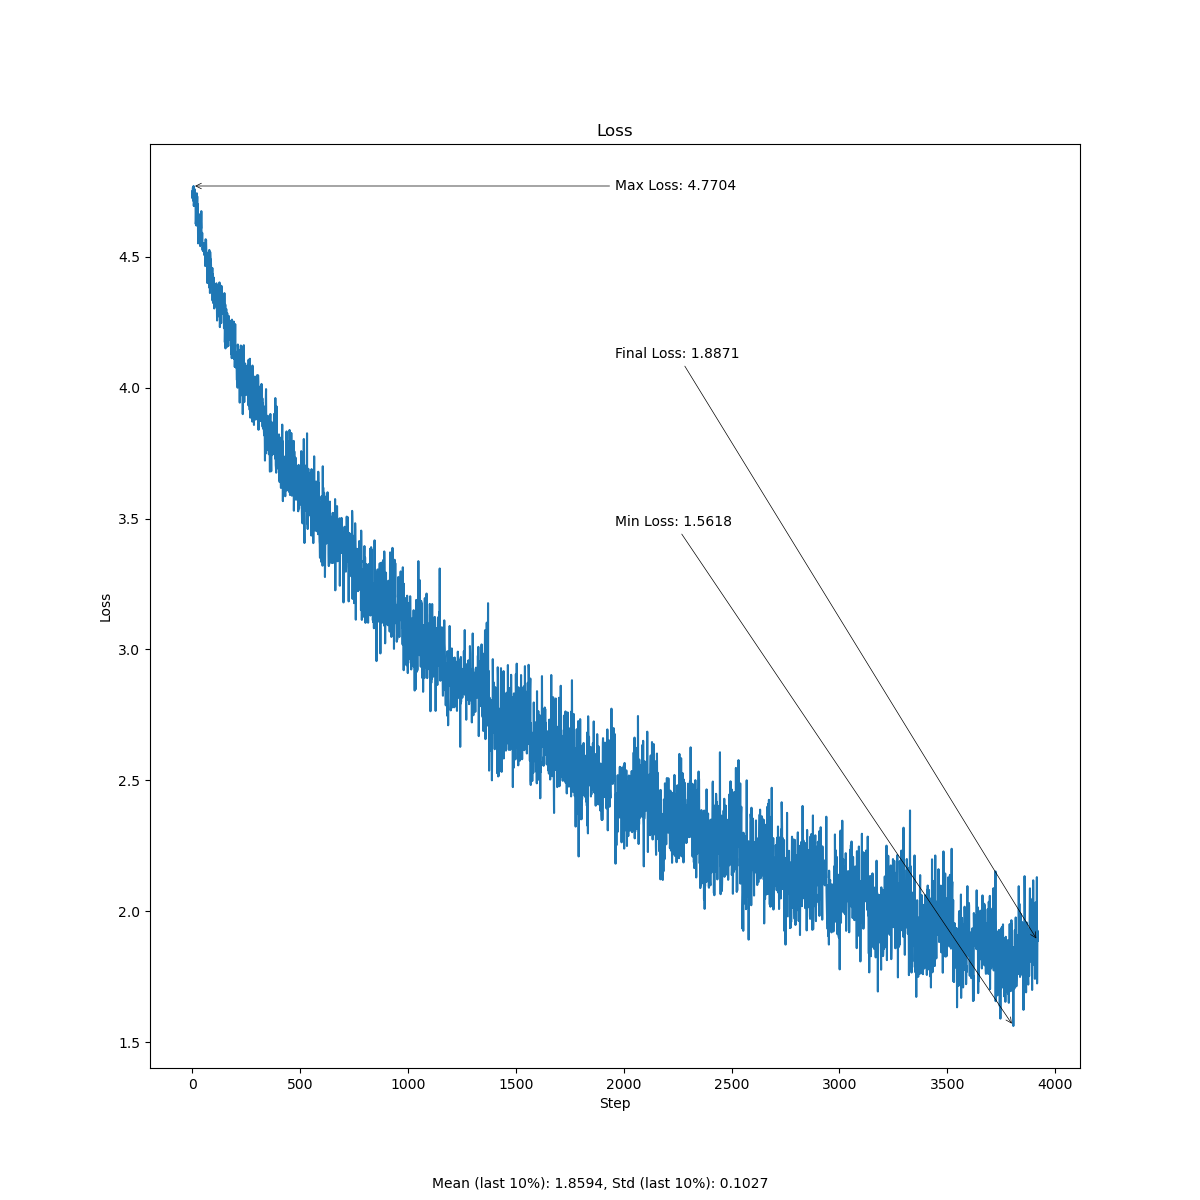 Loss
Max Loss: 4.7704
4.5
Final Loss: 1.8871
4.0
3.5
Min Loss: 1.5618
Loss
3.0
2.5
2.0
1.5
0 500 1000 1500 2000 2500 3000 3500 4000
Step
Mean (last 10%): 1.8594, Std (last 10%): 0.1027